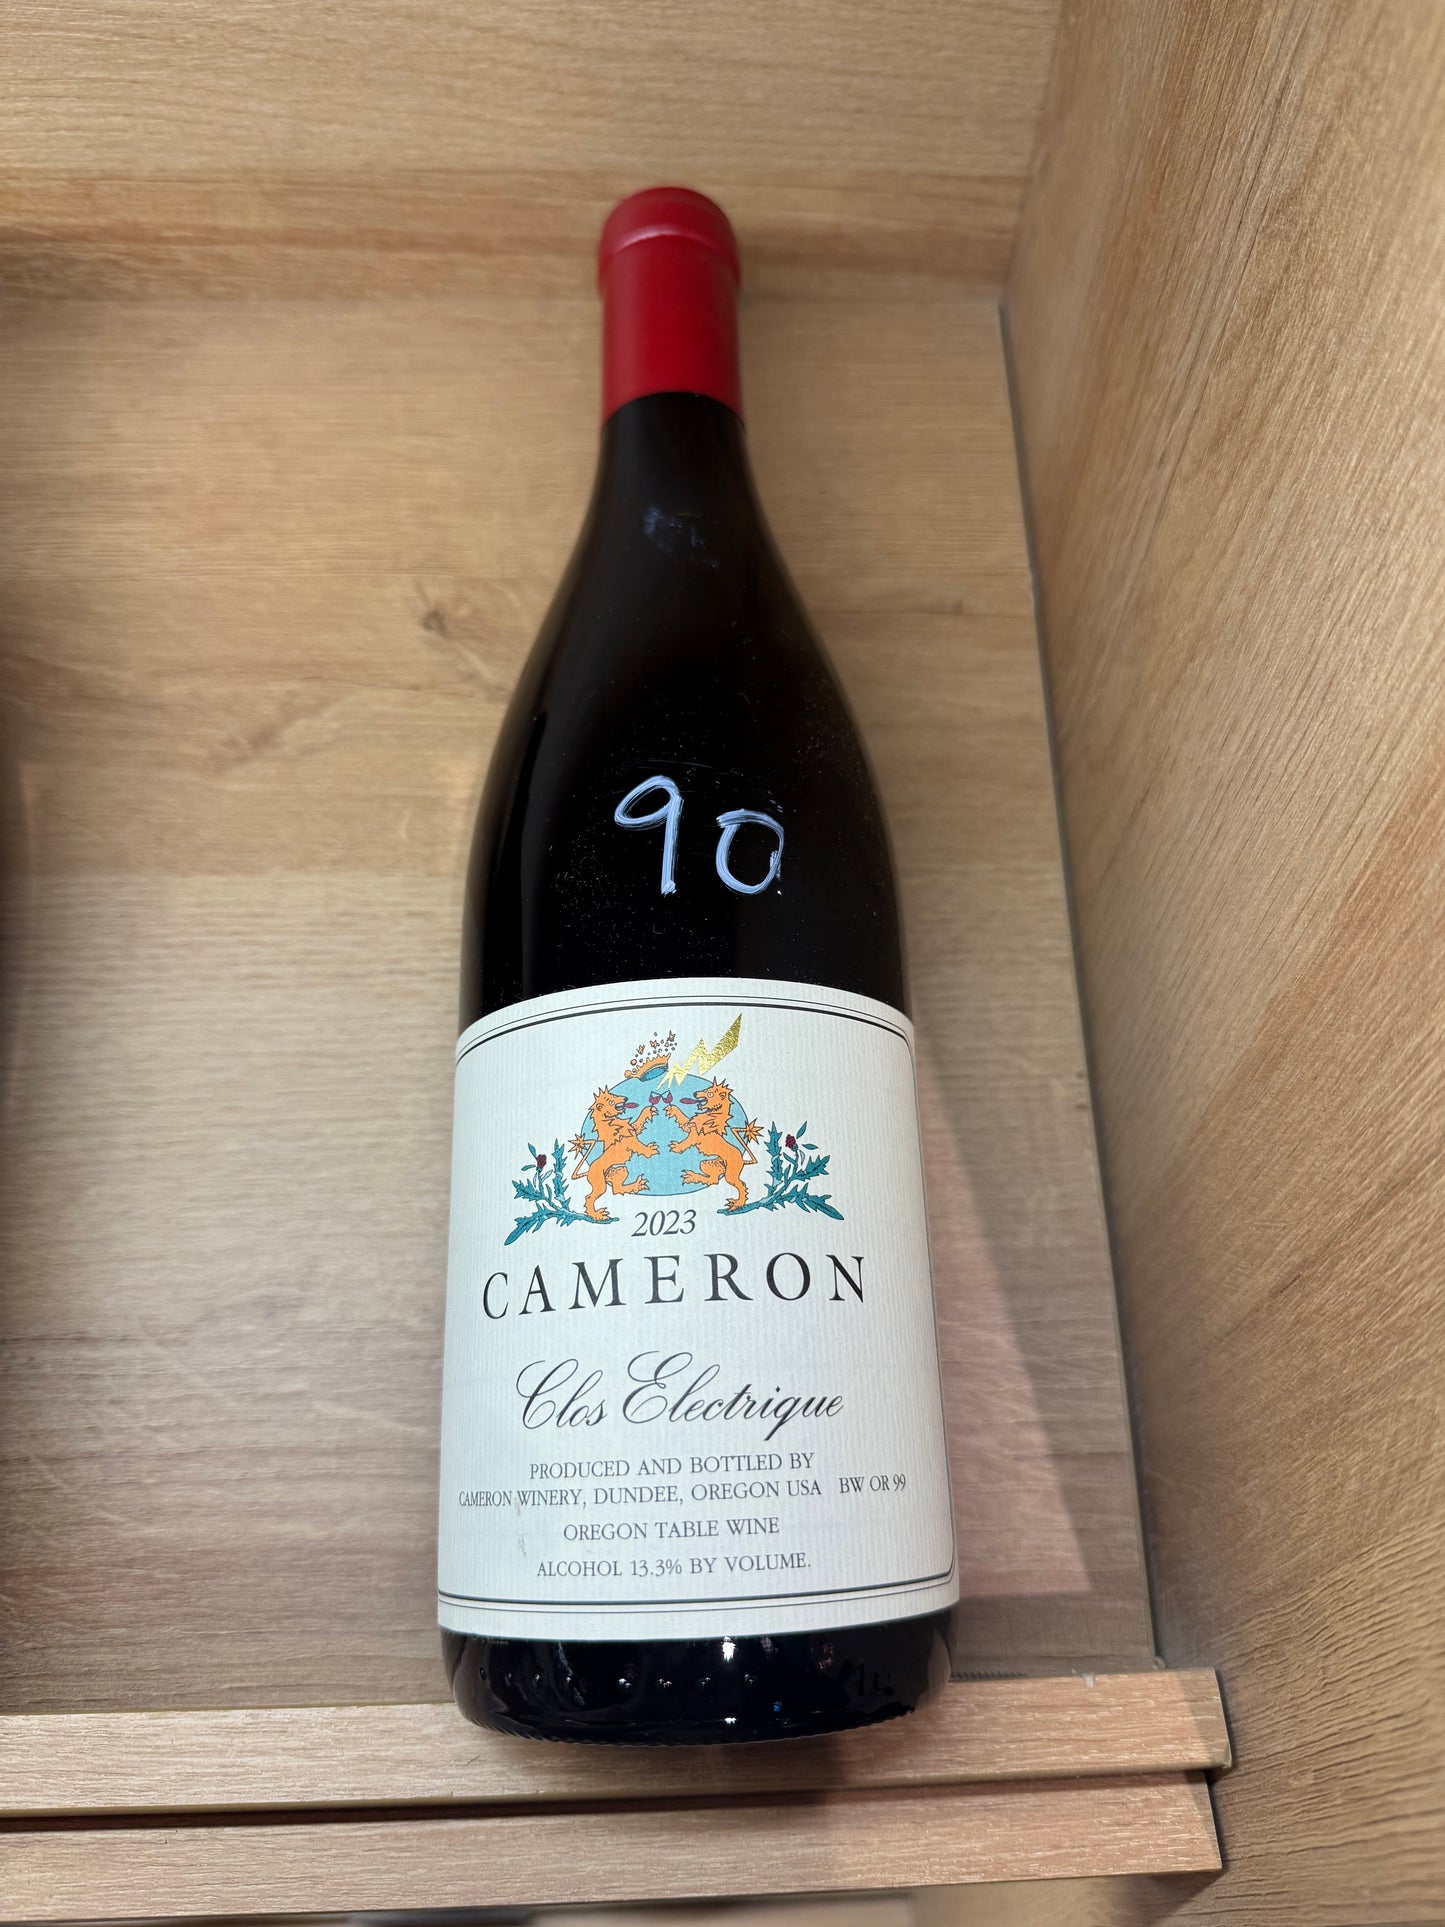 90
2023
CAMERON
Clos Electrique
PRODUCED AND BOTTLED BY
CAMERON WINERY, DUNDEE, OREGON USA BW OR 99
OREGON TABLE WINE
ALCOHOL 13.3% BY VOLUME.